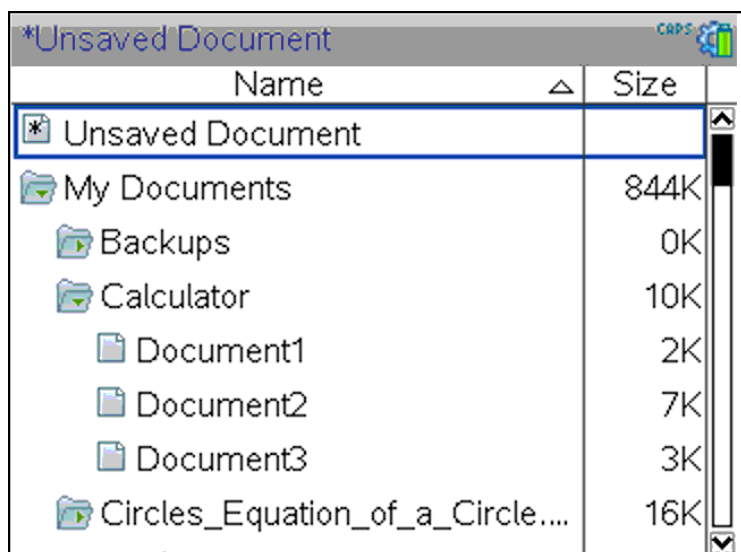 *Unsaved Document CAPS
Name Size
Unsaved Document
My Documents 844K
Backups 0K
Calculator 10K
Document1 2K
Document2 7K
Document3 3K
Circles_Equation_of_a_Circle.... 16K